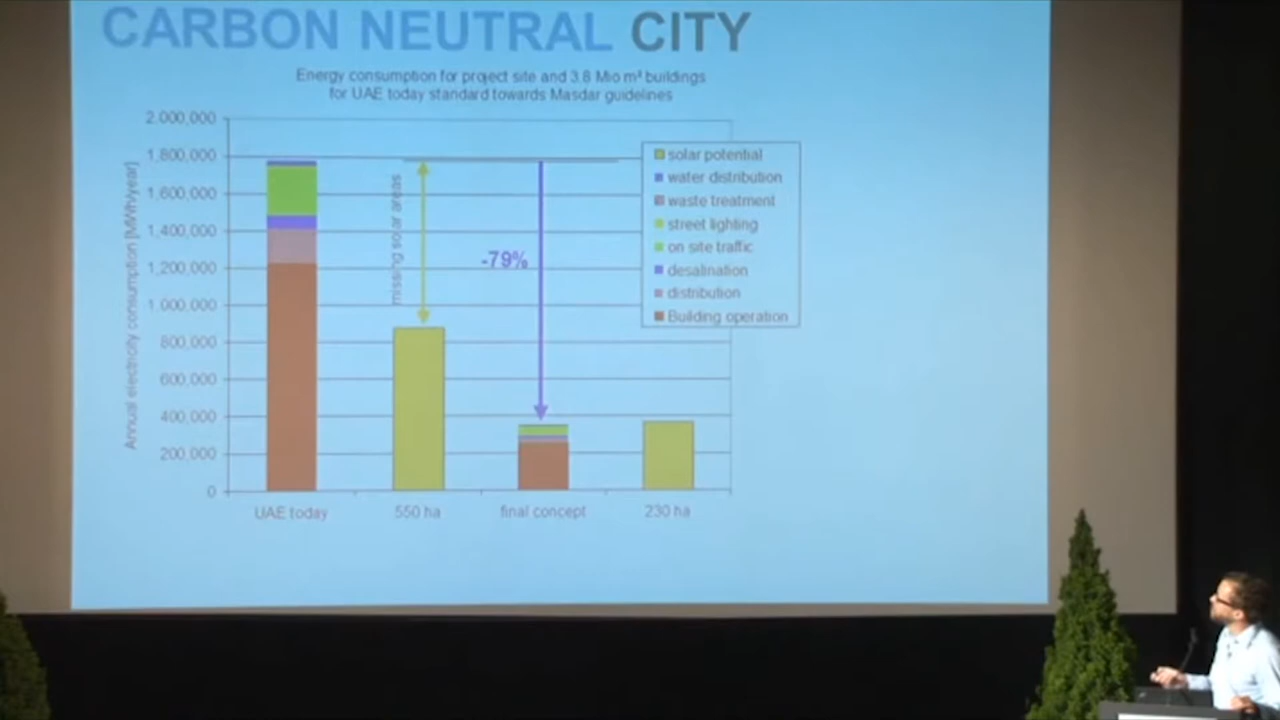 CARBON NEUTRAL CITY
Energy consumption for project site and 3.8 Mio m² buildings
for UAE today standard towards Masdar guidelines
Annual electricity consumption [MWh/year]
2,000,000
1,800,000
1,600,000
1,400,000
1,200,000
1,000,000
800,000
600,000
400,000
200,000
0
missing solar areas
-79%
solar potential
water distribution
waste treatment
street lighting
on site traffic
desalination
distribution
Building operation
UAE today
550 ha
final concept
230 ha